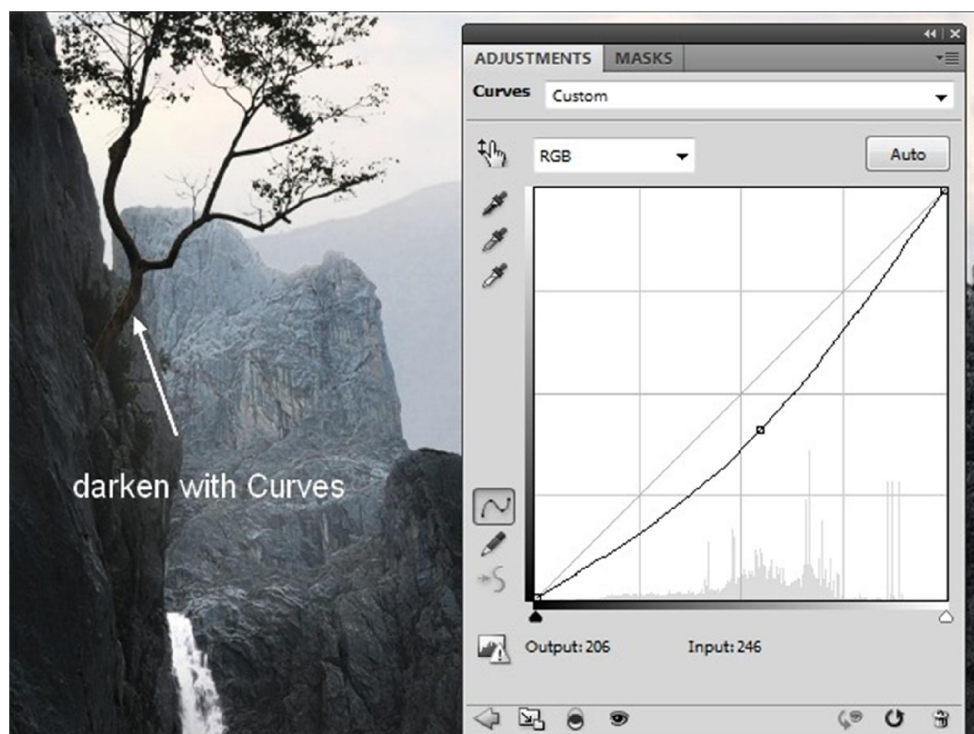 ADJUSTMENTS MASKS
Curves Custom
RGB Auto
darken with Curves
Output: 206 Input: 246